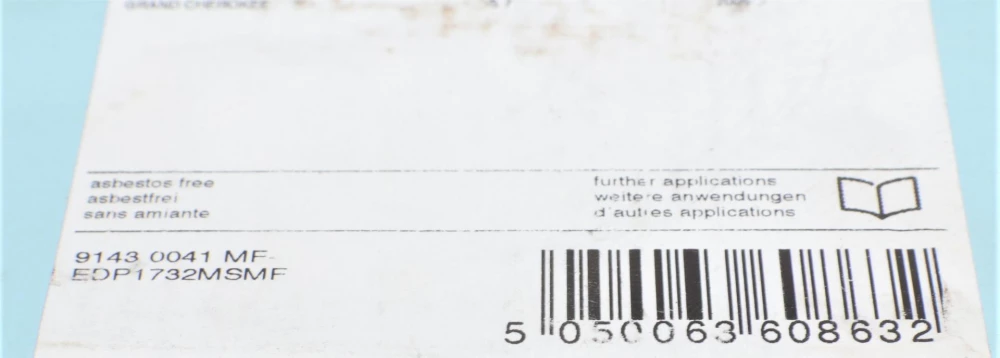 GRAND CHEROKEE
asbestos free
asbestfrei
sans amiante
further applications
weitere anwendungen
d'autres applications
9143 0041 MF-
EDP1732MSMF
5 050063 608632